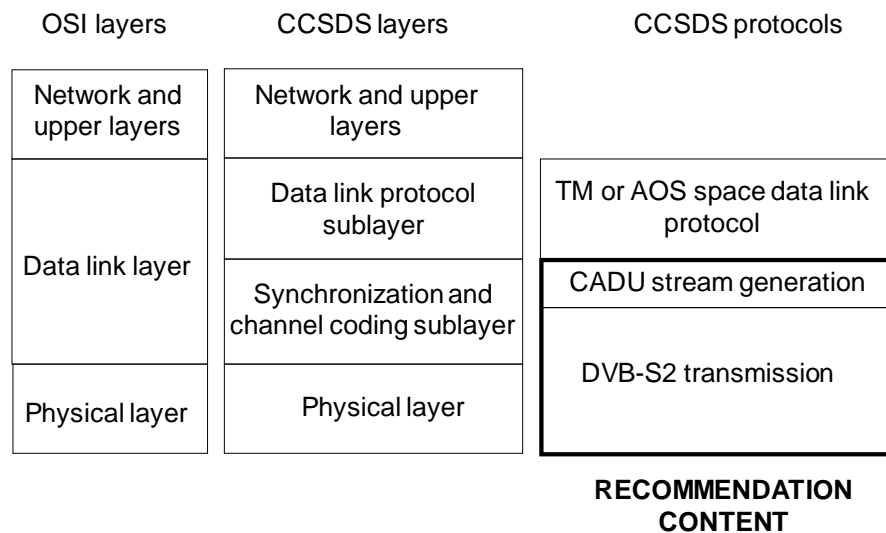 OSI layers
CCSDS layers
CCSDS protocols
Network and
upper layers
Network and upper
layers
Data link layer
Data link protocol
sublayer
TM or AOS space data link
protocol
Synchronization and
channel coding sublayer
CADU stream generation
DVB-S2 transmission
Physical layer
Physical layer
RECOMMENDATION
CONTENT